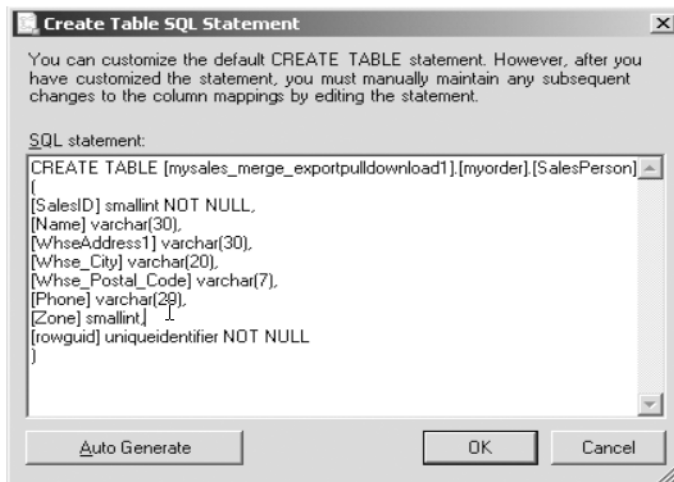 Create Table SQL Statement
You can customize the default CREATE TABLE statement. However, after you
have customized the statement, you must manually maintain any subsequent
changes to the column mappings by editing the statement.
SQL statement:
CREATE TABLE [mysales_merge_exportpulldownload1].[myorder].[SalesPerson]
(
[SalesID] smallint NOT NULL,
[Name] varchar(30),
[WhseAddress1] varchar(30),
[Whse_City] varchar(20),
[Whse_Postal_Code] varchar(7),
[Phone] varchar(20),
[Zone] smallint,
[rowguid] uniqueidentifier NOT NULL
)
Auto Generate
OK
Cancel